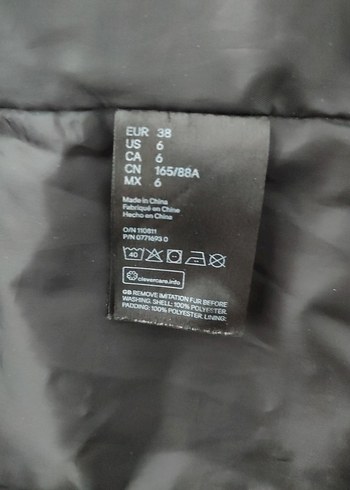 EUR 38
US 6
CA 6
CN 165/88A
MX 6
Made in China
Fabriqué en Chine
Hecho en China
O/N 110811
P/N 0771693.0
40
clevercare.info
GB REMOVE IMITATION FUR BEFORE
WASHING. SHELL: 100% POLYESTER.
PADDING: 100% POLYESTER. LINING: